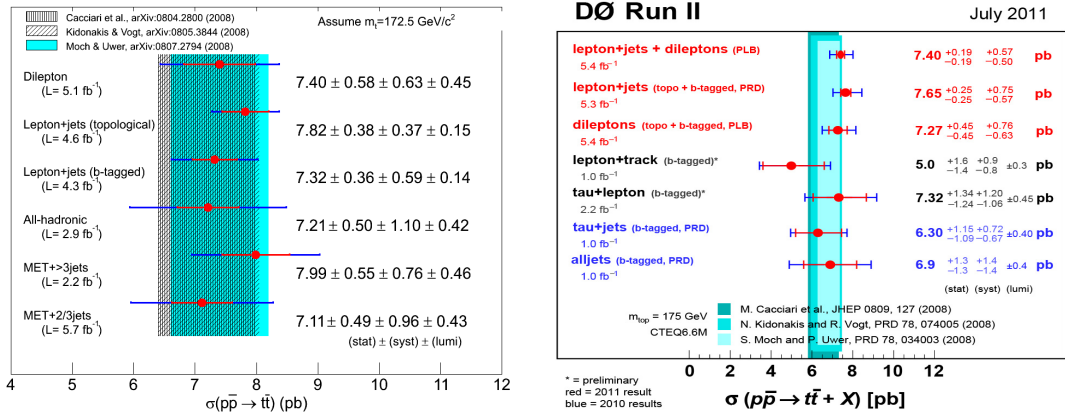 Cacciari et al., arXiv:0804.2800 (2008)
Kidonakis & Vogt, arXiv:0805.3844 (2008)
Moch & Uwer, arXiv:0807.2794 (2008)
Assume mₜ=172.5 GeV/c²
Dilepton
(L= 5.1 fb⁻¹)
7.40 ± 0.58 ± 0.63 ± 0.45
Lepton+jets (topological)
(L= 4.6 fb⁻¹)
7.82 ± 0.38 ± 0.37 ± 0.15
Lepton+jets (b-tagged)
(L= 4.3 fb⁻¹)
7.32 ± 0.36 ± 0.59 ± 0.14
All-hadronic
(L= 2.9 fb⁻¹)
7.21 ± 0.50 ± 1.10 ± 0.42
MET+>3jets
(L= 2.2 fb⁻¹)
7.99 ± 0.55 ± 0.76 ± 0.46
MET+2/3jets
(L= 5.7 fb⁻¹)
7.11 ± 0.49 ± 0.96 ± 0.43
(stat) ± (syst) ± (lumi)
4 5 6 7 8 9 10 11 12
σ(pp̅ → tt̅) (pb)
DØ Run II
July 2011
lepton+jets + dileptons (PLB)
5.4 fb⁻¹
7.40 +0.19 −0.19 +0.57 −0.50 pb
lepton+jets (topo + b-tagged, PRD)
5.3 fb⁻¹
7.65 +0.25 −0.25 +0.75 −0.57 pb
dileptons (topo + b-tagged, PLB)
5.4 fb⁻¹
7.27 +0.45 −0.45 +0.76 −0.63 pb
lepton+track (b-tagged)*
1.0 fb⁻¹
5.0 +1.6 −1.4 +0.9 −0.8 ±0.3 pb
tau+lepton (b-tagged)*
2.2 fb⁻¹
7.32 +1.34 −1.24 +1.20 −1.06 ±0.45 pb
tau+jets (b-tagged, PRD)
1.0 fb⁻¹
6.30 +1.15 −1.09 +0.72 −0.67 ±0.40 pb
alljets (b-tagged, PRD)
1.0 fb⁻¹
6.9 +1.3 −1.3 +1.4 −1.4 ±0.4 pb
(stat) (syst) (lumi)
m_top = 175 GeV
CTEQ6.6M
M. Cacciari et al., JHEP 0809, 127 (2008)
N. Kidonakis and R. Vogt, PRD 78, 074005 (2008)
S. Moch and P. Uwer, PRD 78, 034003 (2008)
0 2 4 6 8 10 12
* = preliminary
red = 2011 result
blue = 2010 results
σ (pp̅ → tt̅ + X) [pb]